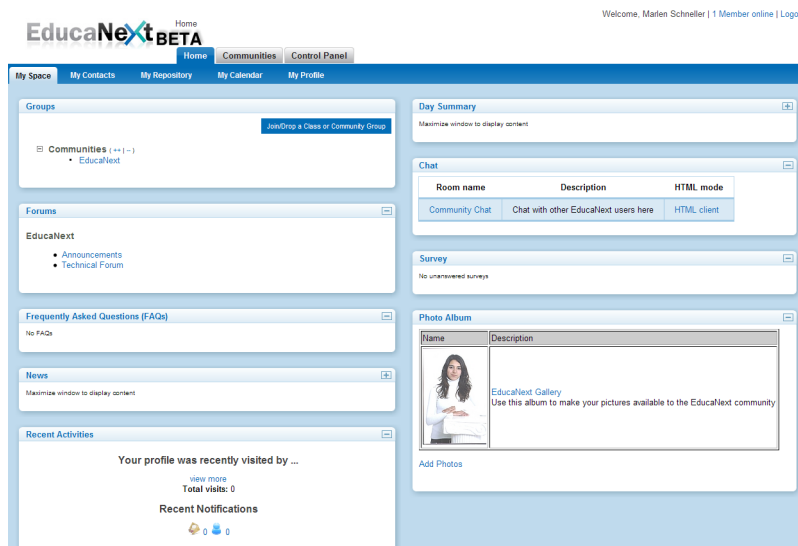 Welcome, Marlen Schneller | 1 Member online | Logo
EducaNext BETA
Home
Home Communities Control Panel
My Space My Contacts My Repository My Calendar My Profile
Groups
Join/Drop a Class or Community Group
Communities ( ++ | -- )
EducaNext
Forums
EducaNext
Announcements
Technical Forum
Frequently Asked Questions (FAQs)
No FAQs
News
Maximize window to display content
Recent Activities
Your profile was recently visited by ...
view more
Total visits: 0
Recent Notifications
0 0
Day Summary
Maximize window to display content
Chat
Room name Description HTML mode
Community Chat Chat with other EducaNext users here HTML client
Survey
No unanswered surveys
Photo Album
Name Description
EducaNext Gallery
Use this album to make your pictures available to the EducaNext community
Add Photos